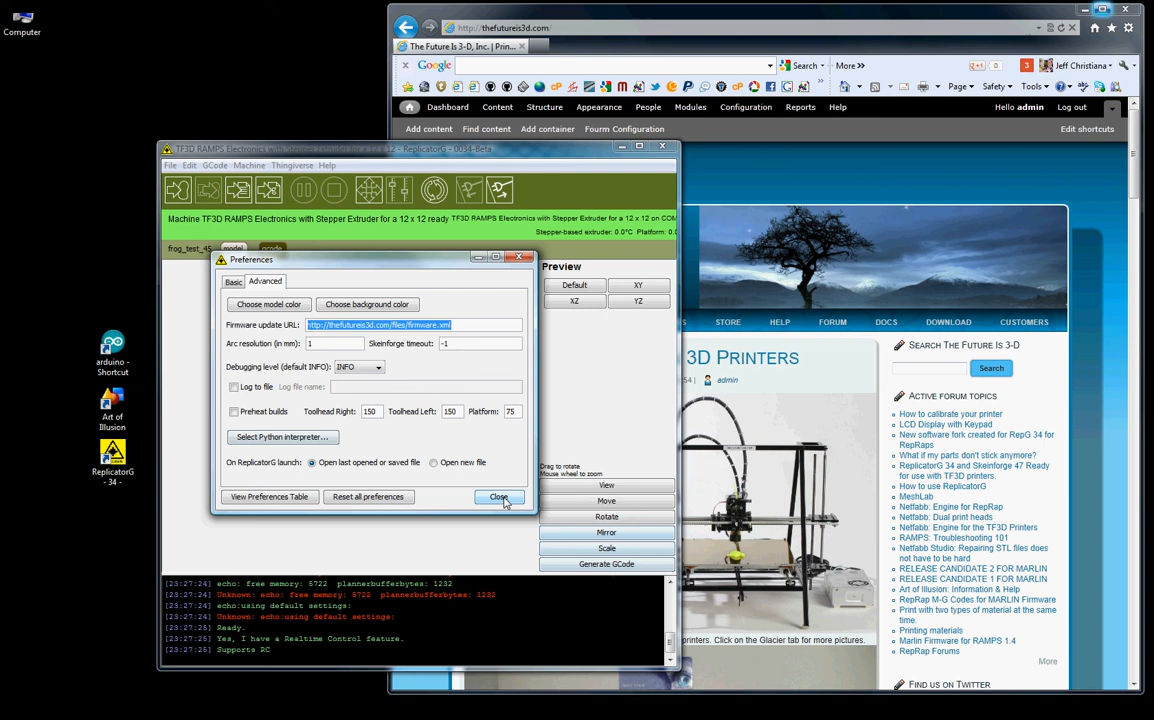 Computer
http://thefutureis3d.com/
The Future Is 3-D, Inc. | Prin...
Google
Search
More >>
+1 0
3
Jeff Christiana
Page
Safety
Tools
Dashboard Content Structure Appearance People Modules Configuration Reports Help
Hello admin Log out
Add content Find content Add container Fourm Configuration
Edit shortcuts
TF3D RAMPS Electronics with Stepper Extruder for a 12 x 12 - ReplicatorG - 0034-Beta
File Edit GCode Machine Thingiverse Help
Machine TF3D RAMPS Electronics with Stepper Extruder for a 12 x 12 ready
TF3D RAMPS Electronics with Stepper Extruder for a 12 x 12 on COM
Stepper-based extruder: 0.0°C Platform: 0.0
frog_test_45
model
gcode
Preferences
Basic
Advanced
Choose model color
Choose background color
Firmware update URL: http://thefutureis3d.com/files/firmware.xml
Arc resolution (in mm): 1
Skeinforge timeout: -1
Debugging level (default INFO): INFO
Log to file Log file name:
Preheat builds Toolhead Right: 150 Toolhead Left: 150 Platform: 75
Select Python interpreter...
On ReplicatorG launch: Open last opened or saved file Open new file
View Preferences Table
Reset all preferences
Close
Preview
Default
XY
XZ
YZ
Drag to rotate
Mouse wheel to zoom
View
Move
Rotate
Mirror
Scale
Generate GCode
[23:27:24] echo: free memory: 5722 plannerbufferbytes: 1232
[23:27:24] Unknown: echo: free memory: 5722 plannerbufferbytes: 1232
[23:27:24] echo:using default settings:
[23:27:24] Unknown: echo:using default settings:
[23:27:25] Ready.
[23:27:25] Yes, I have a Realtime Control feature.
[23:27:25] Supports RC
arduino - Shortcut
Art of Illusion
ReplicatorG - 34 -
S STORE HELP FORUM DOCS DOWNLOAD CUSTOMERS
3D PRINTERS
54 | admin
printers. Click on the Glacier tab for more pictures.
SEARCH THE FUTURE IS 3-D
Search
ACTIVE FORUM TOPICS
How to calibrate your printer
LCD Display with Keypad
New software fork created for RepG 34 for
RepRaps
What if my parts don't stick anymore?
ReplicatorG 34 and Skeinforge 47 Ready
for use with TF3D printers.
How to use ReplicatorG
MeshLab
Netfabb: Engine for RepRap
Netfabb: Dual print heads
Netfabb: Engine for the TF3D Printers
RAMPS: Troubleshooting 101
Netfabb Studio: Repairing STL files does
not have to be hard
RELEASE CANDIDATE 2 FOR MARLIN
RELEASE CANDIDATE 1 FOR MARLIN
Art of Illusion: Information & Help
RepRap M-G Codes for MARLIN Firmware
Print with two types of material at the same
time.
Printing materials
Marlin Firmware for RAMPS 1.4
RepRap Forums
More
FIND US ON TWITTER